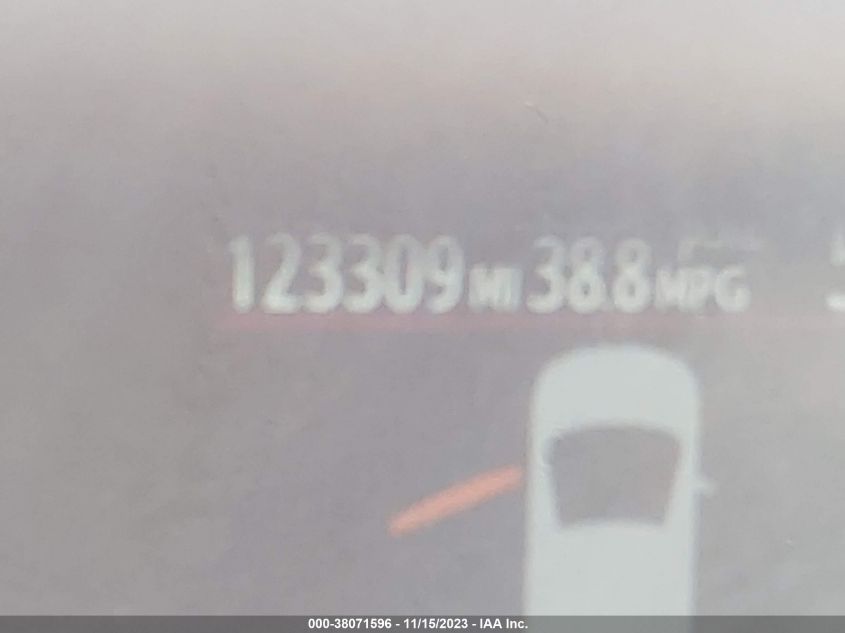 123309 MI 38.8 MPG
000-38071596 - 11/15/2023 - IAA Inc.